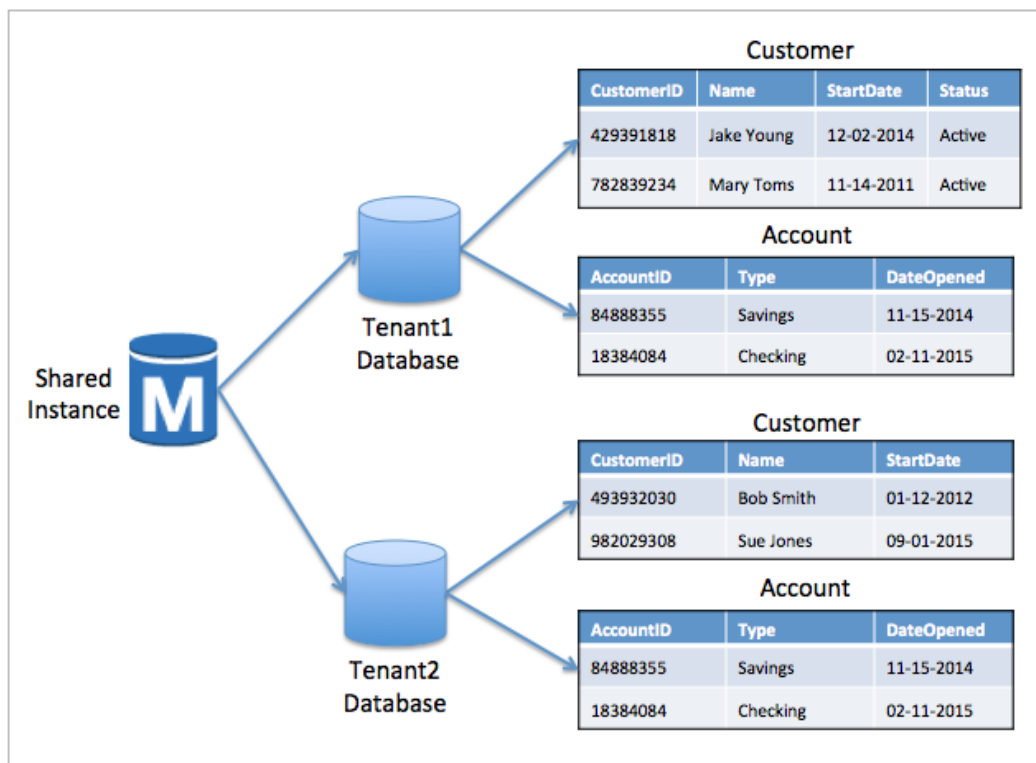 Customer
CustomerID Name StartDate Status
429391818 Jake Young 12-02-2014 Active
782839234 Mary Toms 11-14-2011 Active
Account
AccountID Type DateOpened
84888355 Savings 11-15-2014
18384084 Checking 02-11-2015
Tenant1
Database
Shared
Instance
M
Customer
CustomerID Name StartDate
493932030 Bob Smith 01-12-2012
982029308 Sue Jones 09-01-2015
Account
AccountID Type DateOpened
84888355 Savings 11-15-2014
18384084 Checking 02-11-2015
Tenant2
Database